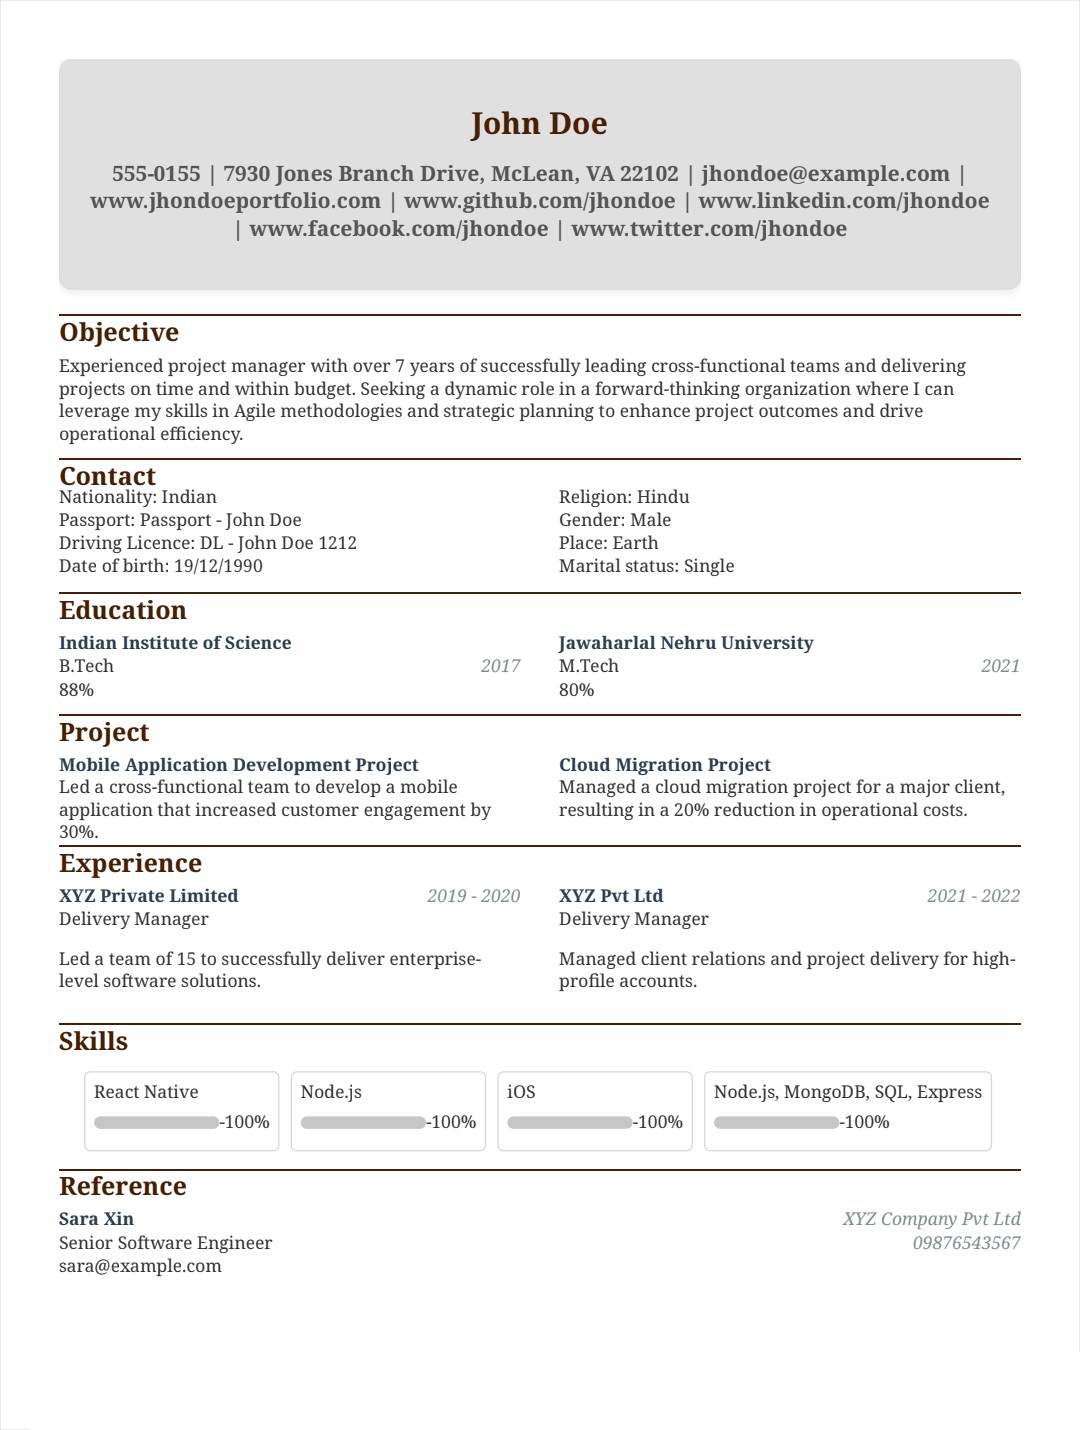 John Doe
555-0155 | 7930 Jones Branch Drive, McLean, VA 22102 | jhondoe@example.com |
www.jhondoeportfolio.com | www.github.com/jhondoe | www.linkedin.com/jhondoe
| www.facebook.com/jhondoe | www.twitter.com/jhondoe
Objective
Experienced project manager with over 7 years of successfully leading cross-functional teams and delivering
projects on time and within budget. Seeking a dynamic role in a forward-thinking organization where I can
leverage my skills in Agile methodologies and strategic planning to enhance project outcomes and drive
operational efficiency.
Contact
Nationality: Indian
Passport: Passport - John Doe
Driving Licence: DL - John Doe 1212
Date of birth: 19/12/1990
Religion: Hindu
Gender: Male
Place: Earth
Marital status: Single
Education
Indian Institute of Science
B.Tech 2017
88%
Jawaharlal Nehru University
M.Tech 2021
80%
Project
Mobile Application Development Project
Led a cross-functional team to develop a mobile
application that increased customer engagement by
30%.
Cloud Migration Project
Managed a cloud migration project for a major client,
resulting in a 20% reduction in operational costs.
Experience
XYZ Private Limited 2019 - 2020
Delivery Manager
Led a team of 15 to successfully deliver enterprise-
level software solutions.
XYZ Pvt Ltd 2021 - 2022
Delivery Manager
Managed client relations and project delivery for high-
profile accounts.
Skills
React Native
-100%
Node.js
-100%
iOS
-100%
Node.js, MongoDB, SQL, Express
-100%
Reference
Sara Xin XYZ Company Pvt Ltd
Senior Software Engineer 09876543567
sara@example.com